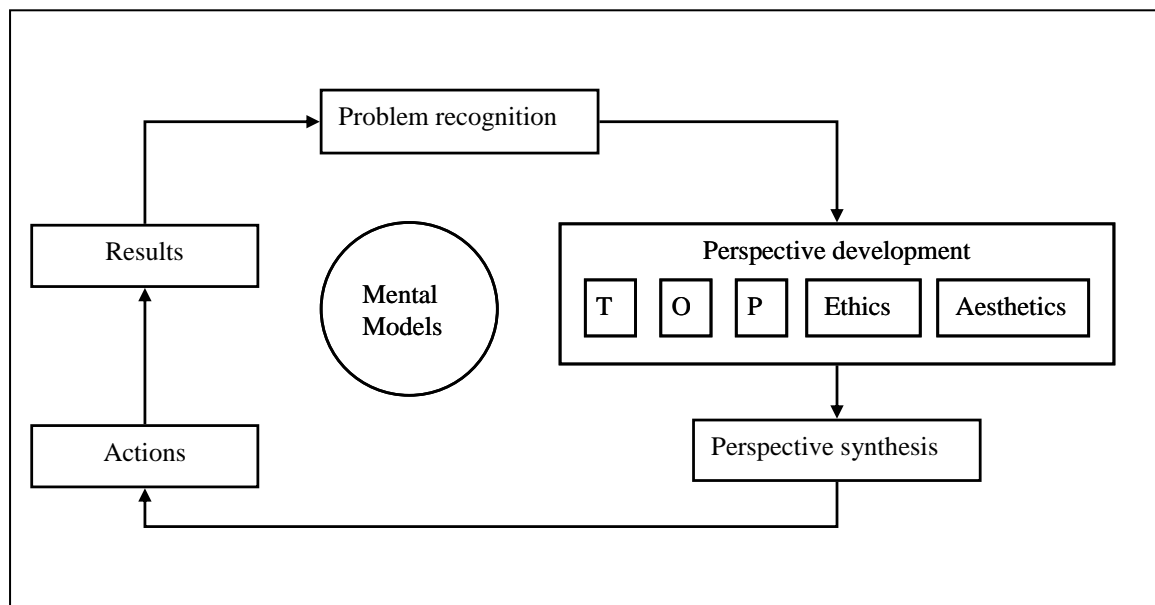 Problem recognition
Results
Mental
Models
Perspective development
T O P Ethics Aesthetics
Actions
Perspective synthesis